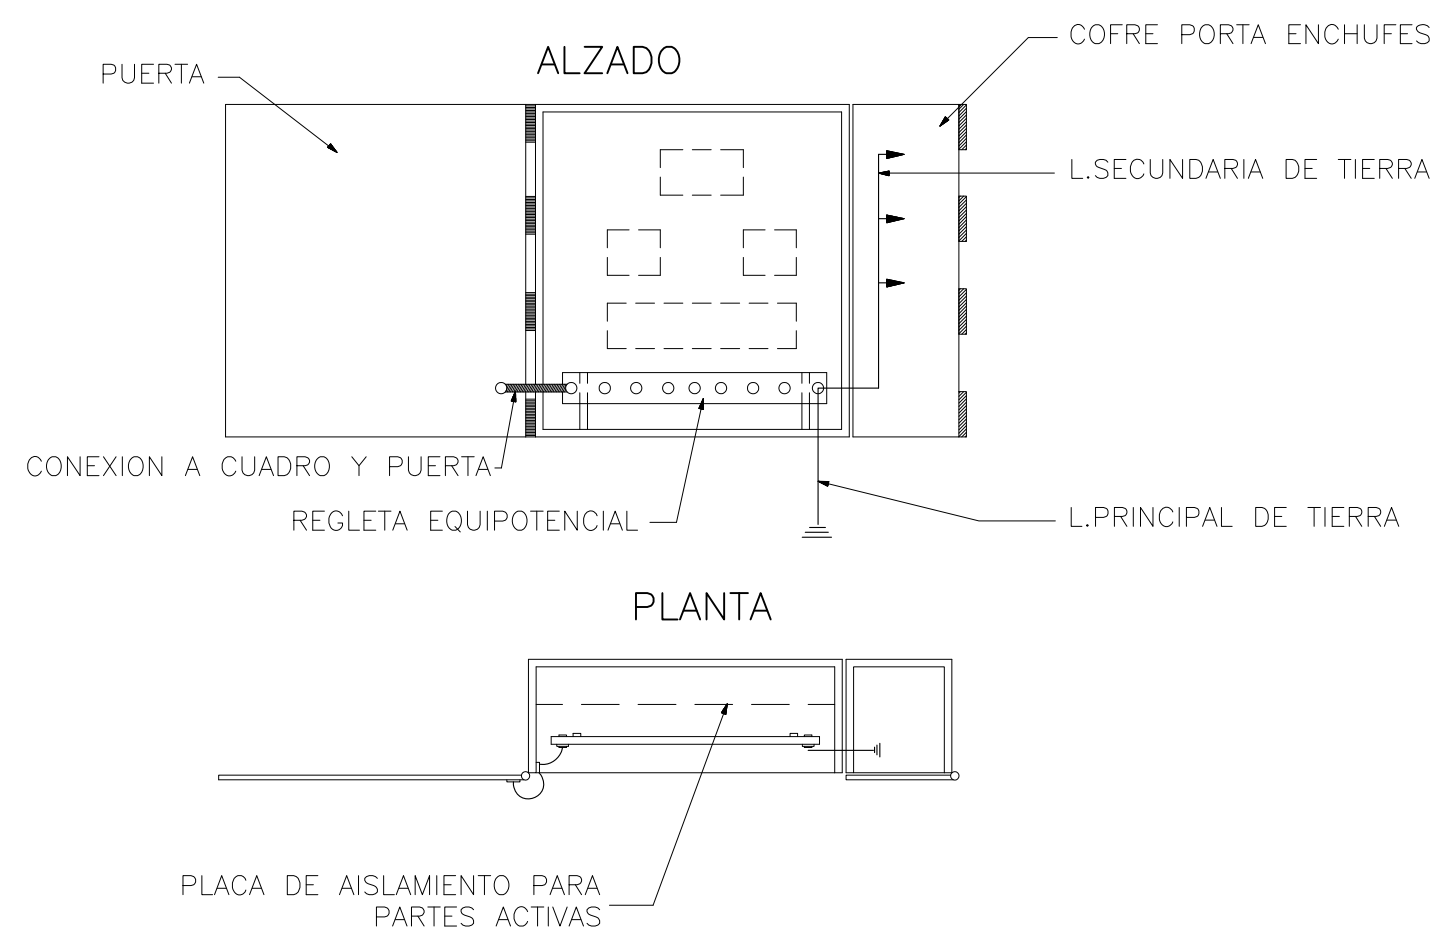 COFRE PORTA ENCHUFES
ALZADO
PUERTA
L.SECUNDARIA DE TIERRA
CONEXION A CUADRO Y PUERTA
REGLETA EQUIPOTENCIAL
L.PRINCIPAL DE TIERRA
PLANTA
PLACA DE AISLAMIENTO PARA
PARTES ACTIVAS